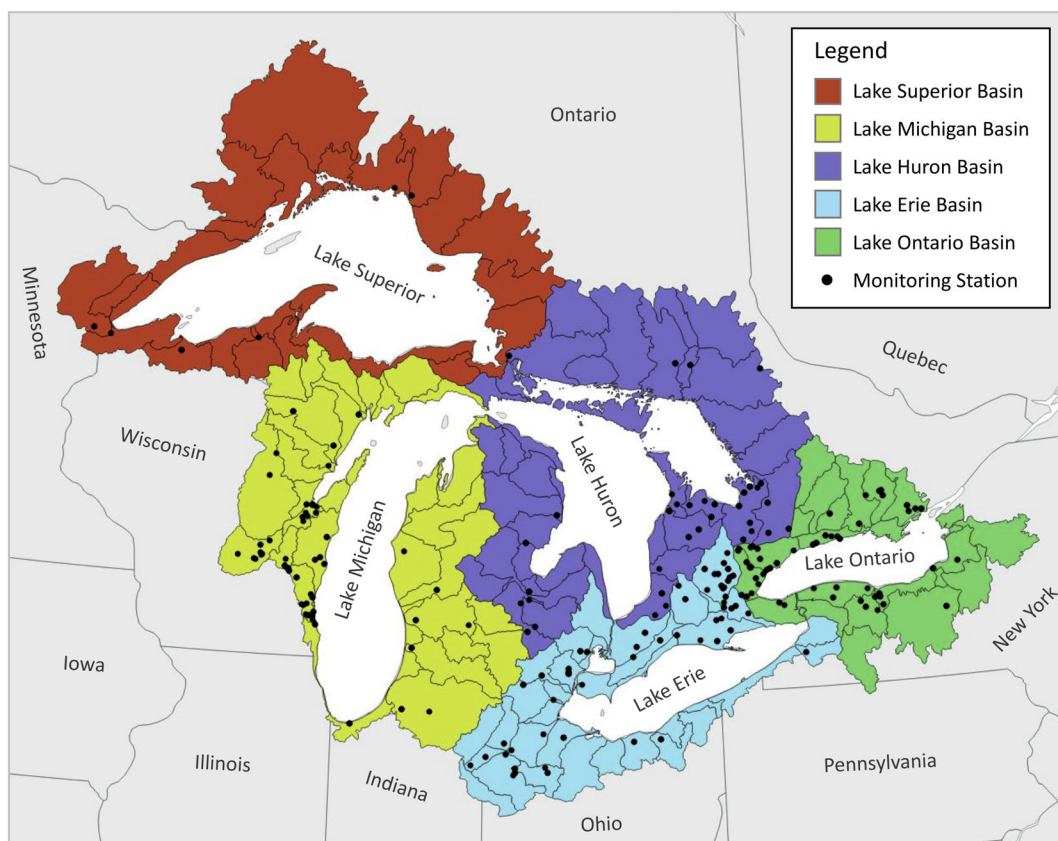 Legend
Lake Superior Basin
Lake Michigan Basin
Lake Huron Basin
Lake Erie Basin
Lake Ontario Basin
Monitoring Station
Ontario
Lake Superior
Minnesota
Quebec
Wisconsin
Lake Huron
Lake Michigan
Lake Ontario
New York
Iowa
Lake Erie
Illinois
Indiana
Pennsylvania
Ohio